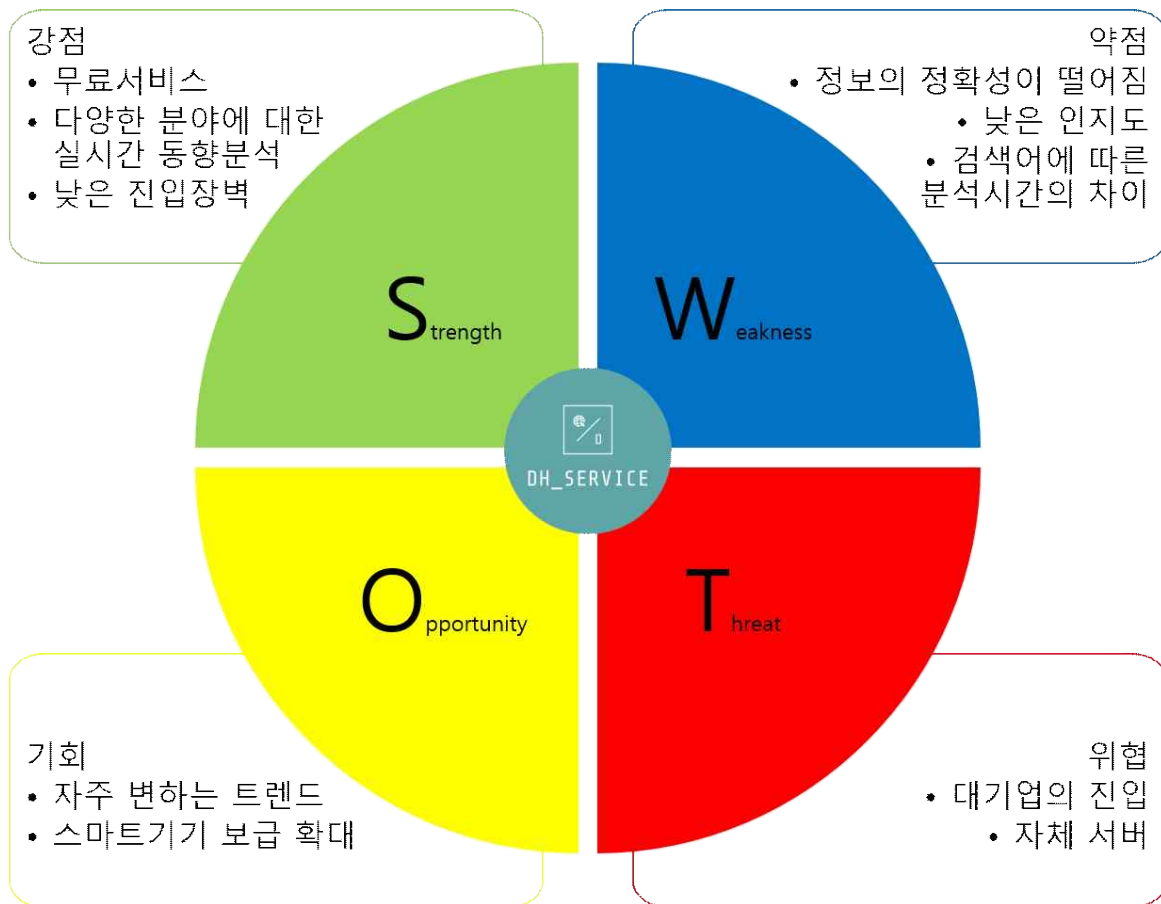 강점
• 무료서비스
• 다양한 분야에 대한
실시간 동향분석
• 낮은 진입장벽
약점
• 정보의 정확성이 떨어짐
• 낮은 인지도
• 검색어에 따른
분석시간의 차이
Strength
Weakness
DH_SERVICE
Opportunity
Threat
기회
• 자주 변하는 트렌드
• 스마트기기 보급 확대
위협
• 대기업의 진입
• 자체 서버